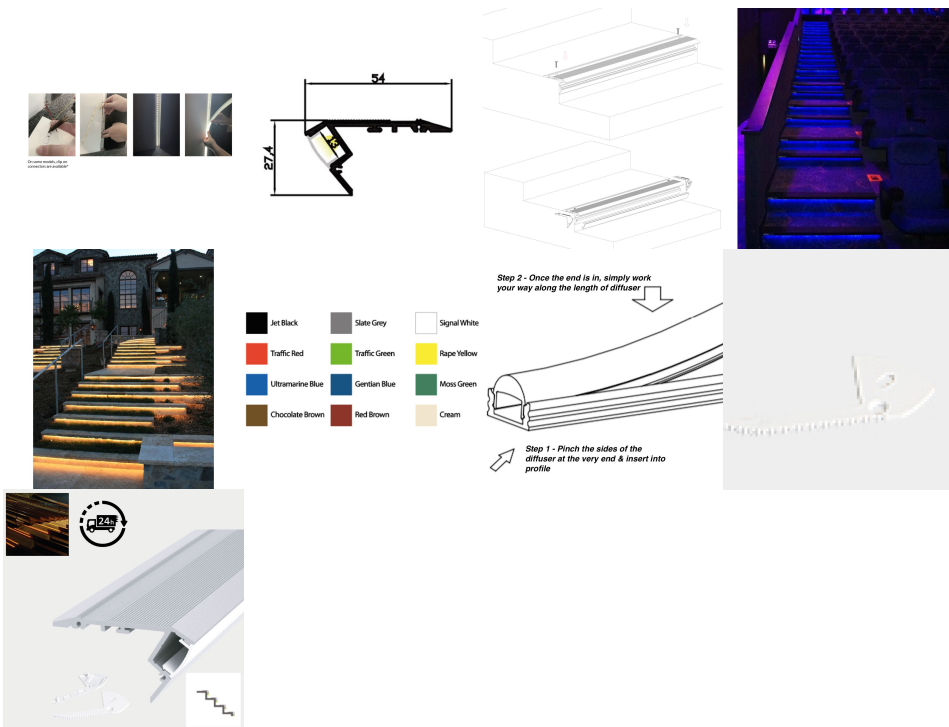 On some models, clip on
connectors are available*
54
27,4
Step 2 - Once the end is in, simply work
your way along the length of diffuser
Jet Black
Slate Grey
Signal White
Traffic Red
Traffic Green
Rape Yellow
Ultramarine Blue
Gentian Blue
Moss Green
Chocolate Brown
Red Brown
Cream
Step 1 - Pinch the sides of the
diffuser at the very end & insert into
profile
24h